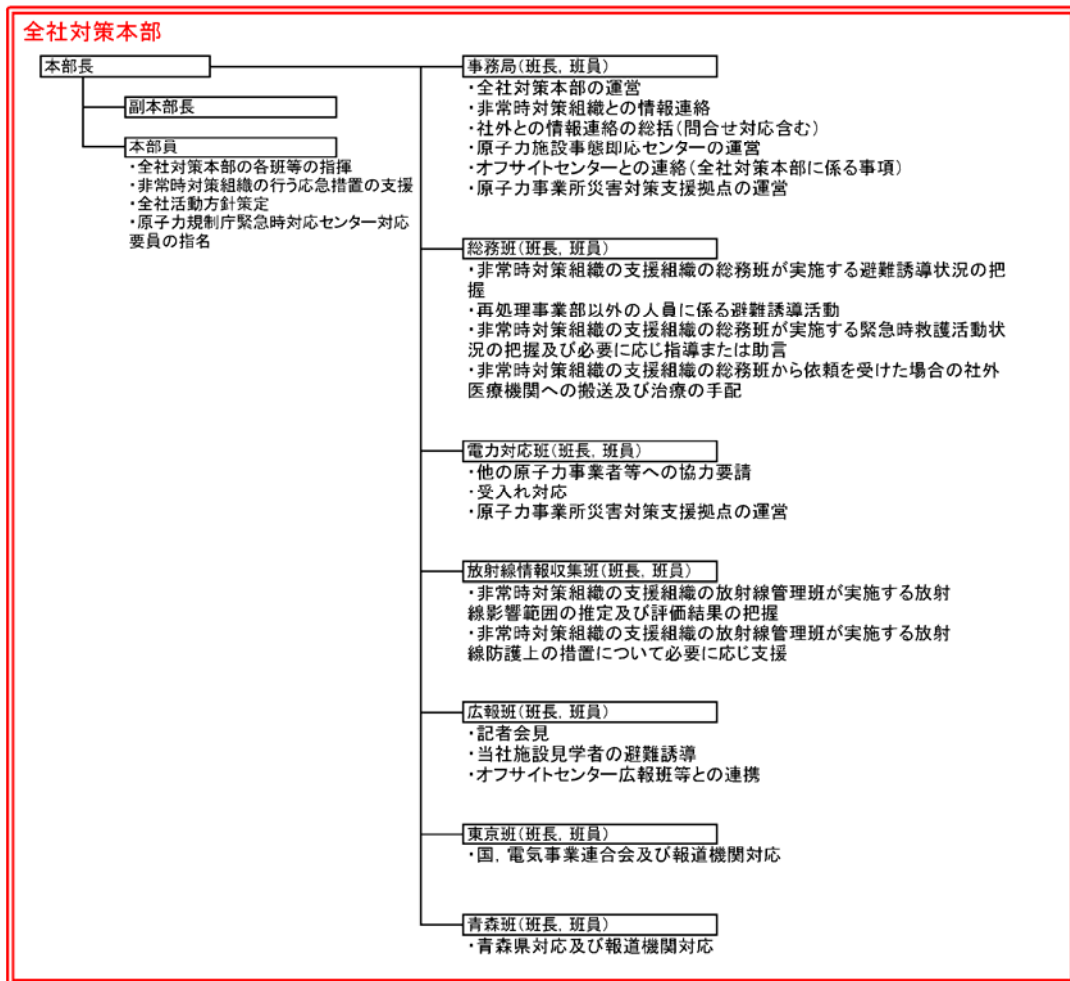 全社対策本部
本部長
副本部長
本部員
・全社対策本部の各班等の指揮
・非常時対策組織の行う応急措置の支援
・全社活動方針策定
・原子力規制庁緊急時対応センター対応
要員の指名
事務局(班長, 班員)
・全社対策本部の運営
・非常時対策組織との情報連絡
・社外との情報連絡の総括(問合せ対応含む)
・原子力施設事態即応センターの運営
・オフサイトセンターとの連絡(全社対策本部に係る事項)
・原子力事業所災害対策支援拠点の運営
総務班(班長, 班員)
・非常時対策組織の支援組織の総務班が実施する避難誘導状況の把
握
・再処理事業部以外の人員に係る避難誘導活動
・非常時対策組織の支援組織の総務班が実施する緊急時救護活動状
況の把握及び必要に応じ指導または助言
・非常時対策組織の支援組織の総務班から依頼を受けた場合の社外
医療機関への搬送及び治療の手配
電力対応班(班長, 班員)
・他の原子力事業者等への協力要請
・受入れ対応
・原子力事業所災害対策支援拠点の運営
放射線情報収集班(班長, 班員)
・非常時対策組織の支援組織の放射線管理班が実施する放射
線影響範囲の推定及び評価結果の把握
・非常時対策組織の支援組織の放射線管理班が実施する放射
線防護上の措置について必要に応じ支援
広報班(班長, 班員)
・記者会見
・当社施設見学者の避難誘導
・オフサイトセンター広報班等との連携
東京班(班長, 班員)
・国, 電気事業連合会及び報道機関対応
青森班(班長, 班員)
・青森県対応及び報道機関対応